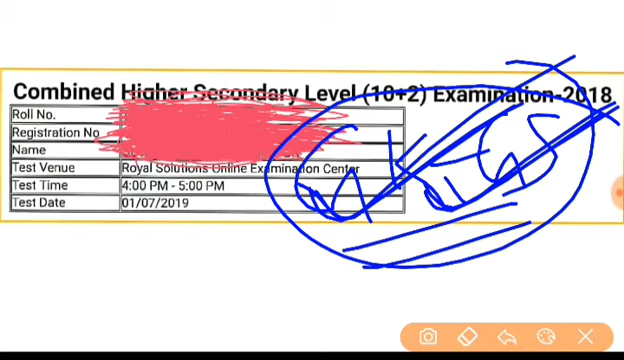 Combined Higher Secondary Level (10+2) Examination-2018
Roll No.
Registration No
Name
Test Venue Royal Solutions Online Examination Center
Test Time 4:00 PM - 5:00 PM
Test Date 01/07/2019